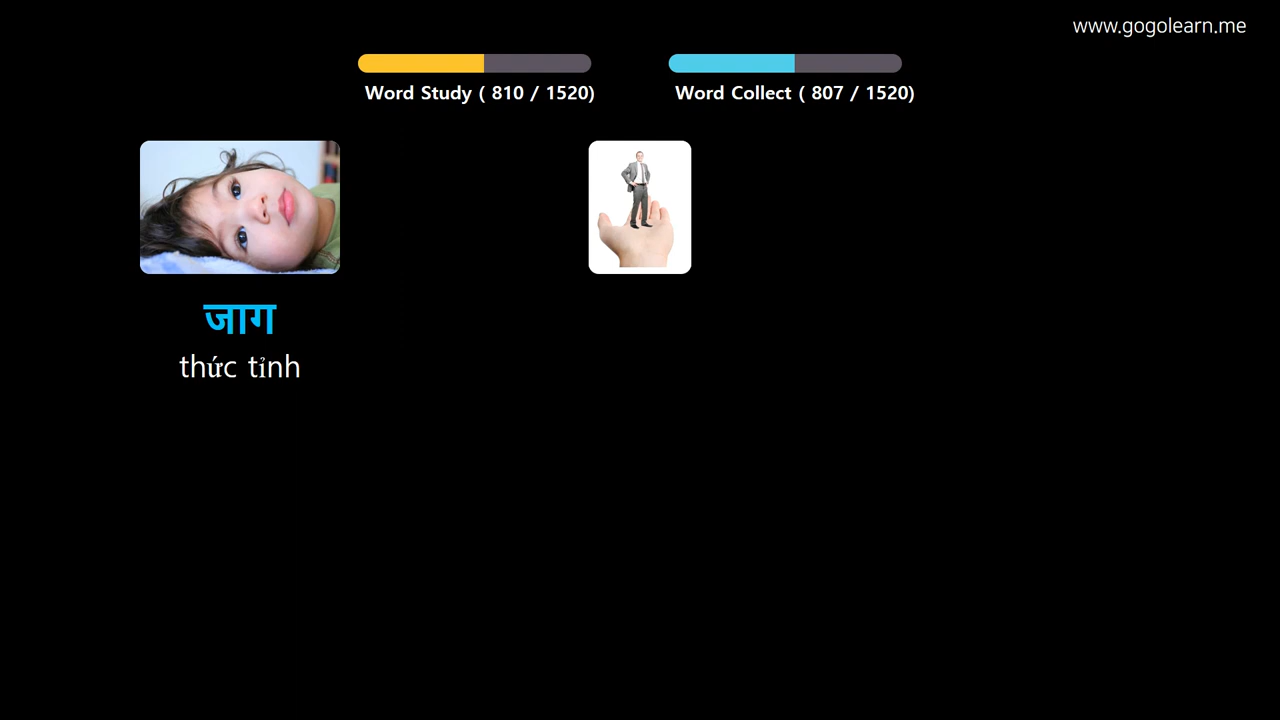 www.gogolearn.me
Word Study ( 810 / 1520)
Word Collect ( 807 / 1520)
जाग
thức tỉnh